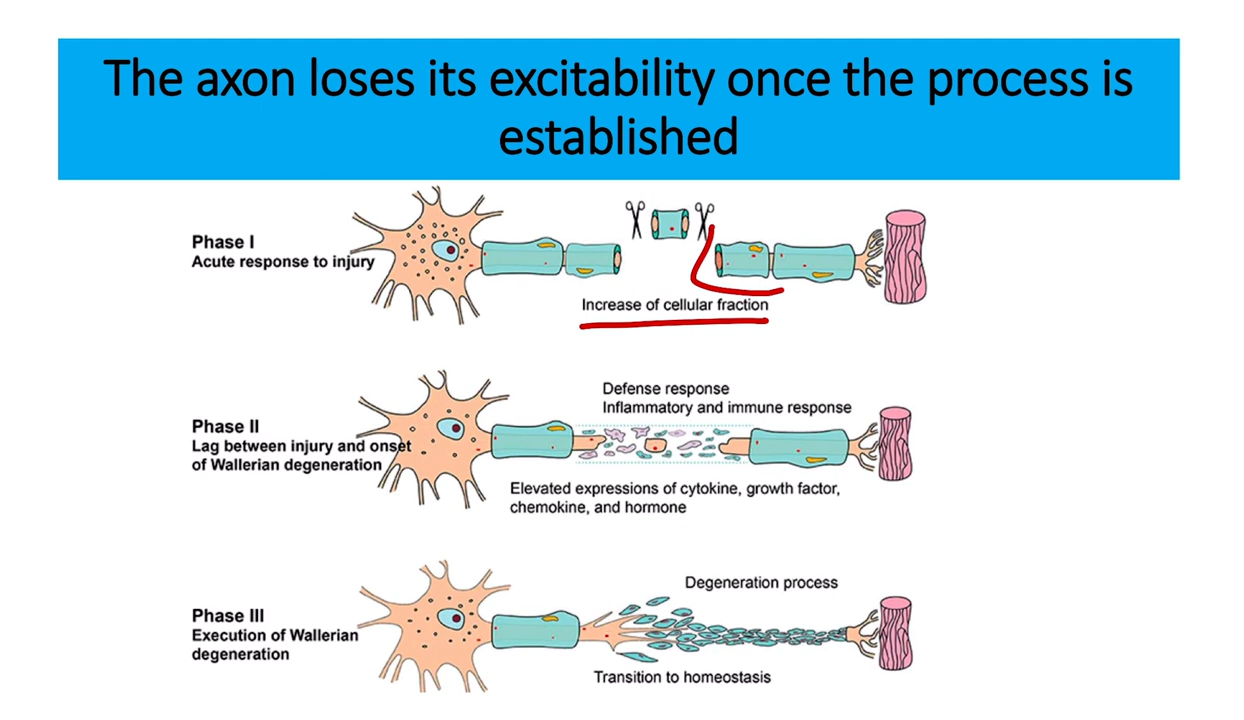 The axon loses its excitability once the process is
established
Phase I
Acute response to injury
Increase of cellular fraction
Defense response
Inflammatory and immune response
Phase II
Lag between injury and onset
of Wallerian degeneration
Elevated expressions of cytokine, growth factor,
chemokine, and hormone
Degeneration process
Phase III
Execution of Wallerian
degeneration
Transition to homeostasis